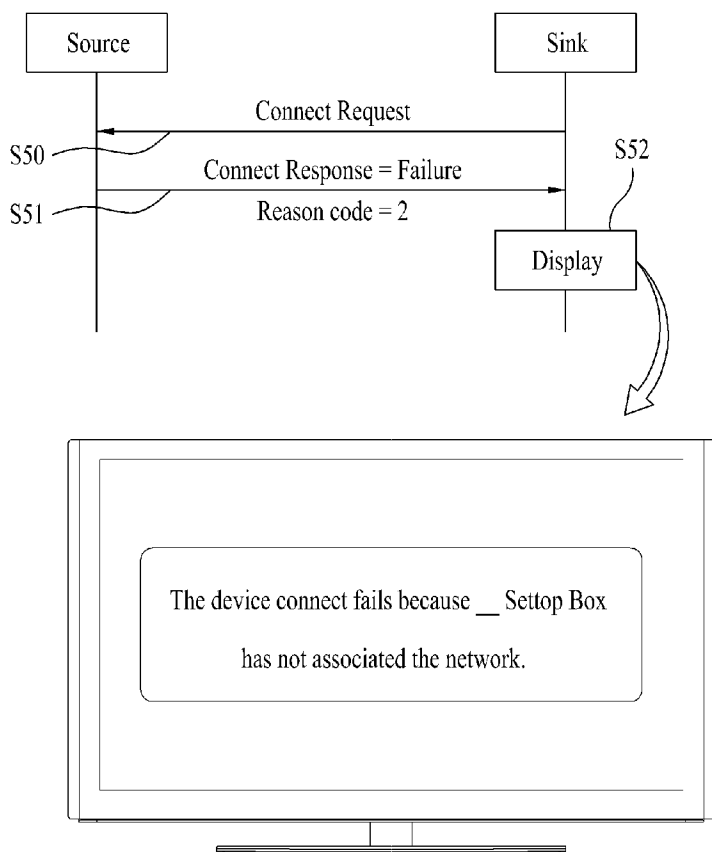 Source
Sink
Connect Request
S50
S52
Connect Response = Failure
S51
Reason code = 2
Display
The device connect fails because __ Settop Box
has not associated the network.